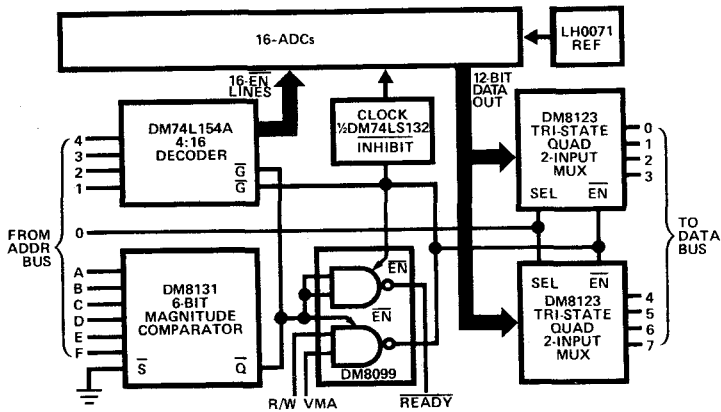 16-ADCs
LH0071
REF
16-EN
LINES
12-BIT
DATA
OUT
DM74L154A
4:16
DECODER
G
G
CLOCK
½DM74LS132
INHIBIT
DM8123
TRI-STATE
QUAD
2-INPUT
MUX
SEL EN
4
3
2
1
0
1
2
3
FROM
ADDR
BUS
0
TO
DATA
BUS
A
B
C
D
E
F
DM8131
6-BIT
MAGNITUDE
COMPARATOR
S
Q
EN
EN
DM8099
R/W VMA
READY
SEL EN
DM8123
TRI-STATE
QUAD
2-INPUT
MUX
4
5
6
7